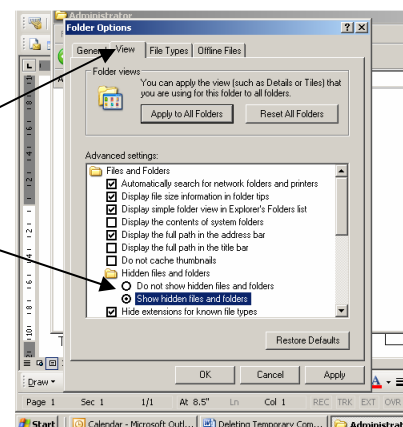 Administrator
Folder Options
General View File Types Offline Files
Folder views
You can apply the view (such as Details or Tiles) that
you are using for this folder to all folders.
Apply to All Folders Reset All Folders
Advanced settings:
Files and Folders
Automatically search for network folders and printers
Display file size information in folder tips
Display simple folder view in Explorer's Folders list
Display the contents of system folders
Display the full path in the address bar
Display the full path in the title bar
Do not cache thumbnails
Hidden files and folders
Do not show hidden files and folders
Show hidden files and folders
Hide extensions for known file types
Restore Defaults
OK Cancel Apply
Draw
Page 1 Sec 1 1/1 At 8.5" Ln Col 1 REC TRK EXT OVR
Start Calendar - Microsoft Outl... Deleting Temporary Com... Administrator